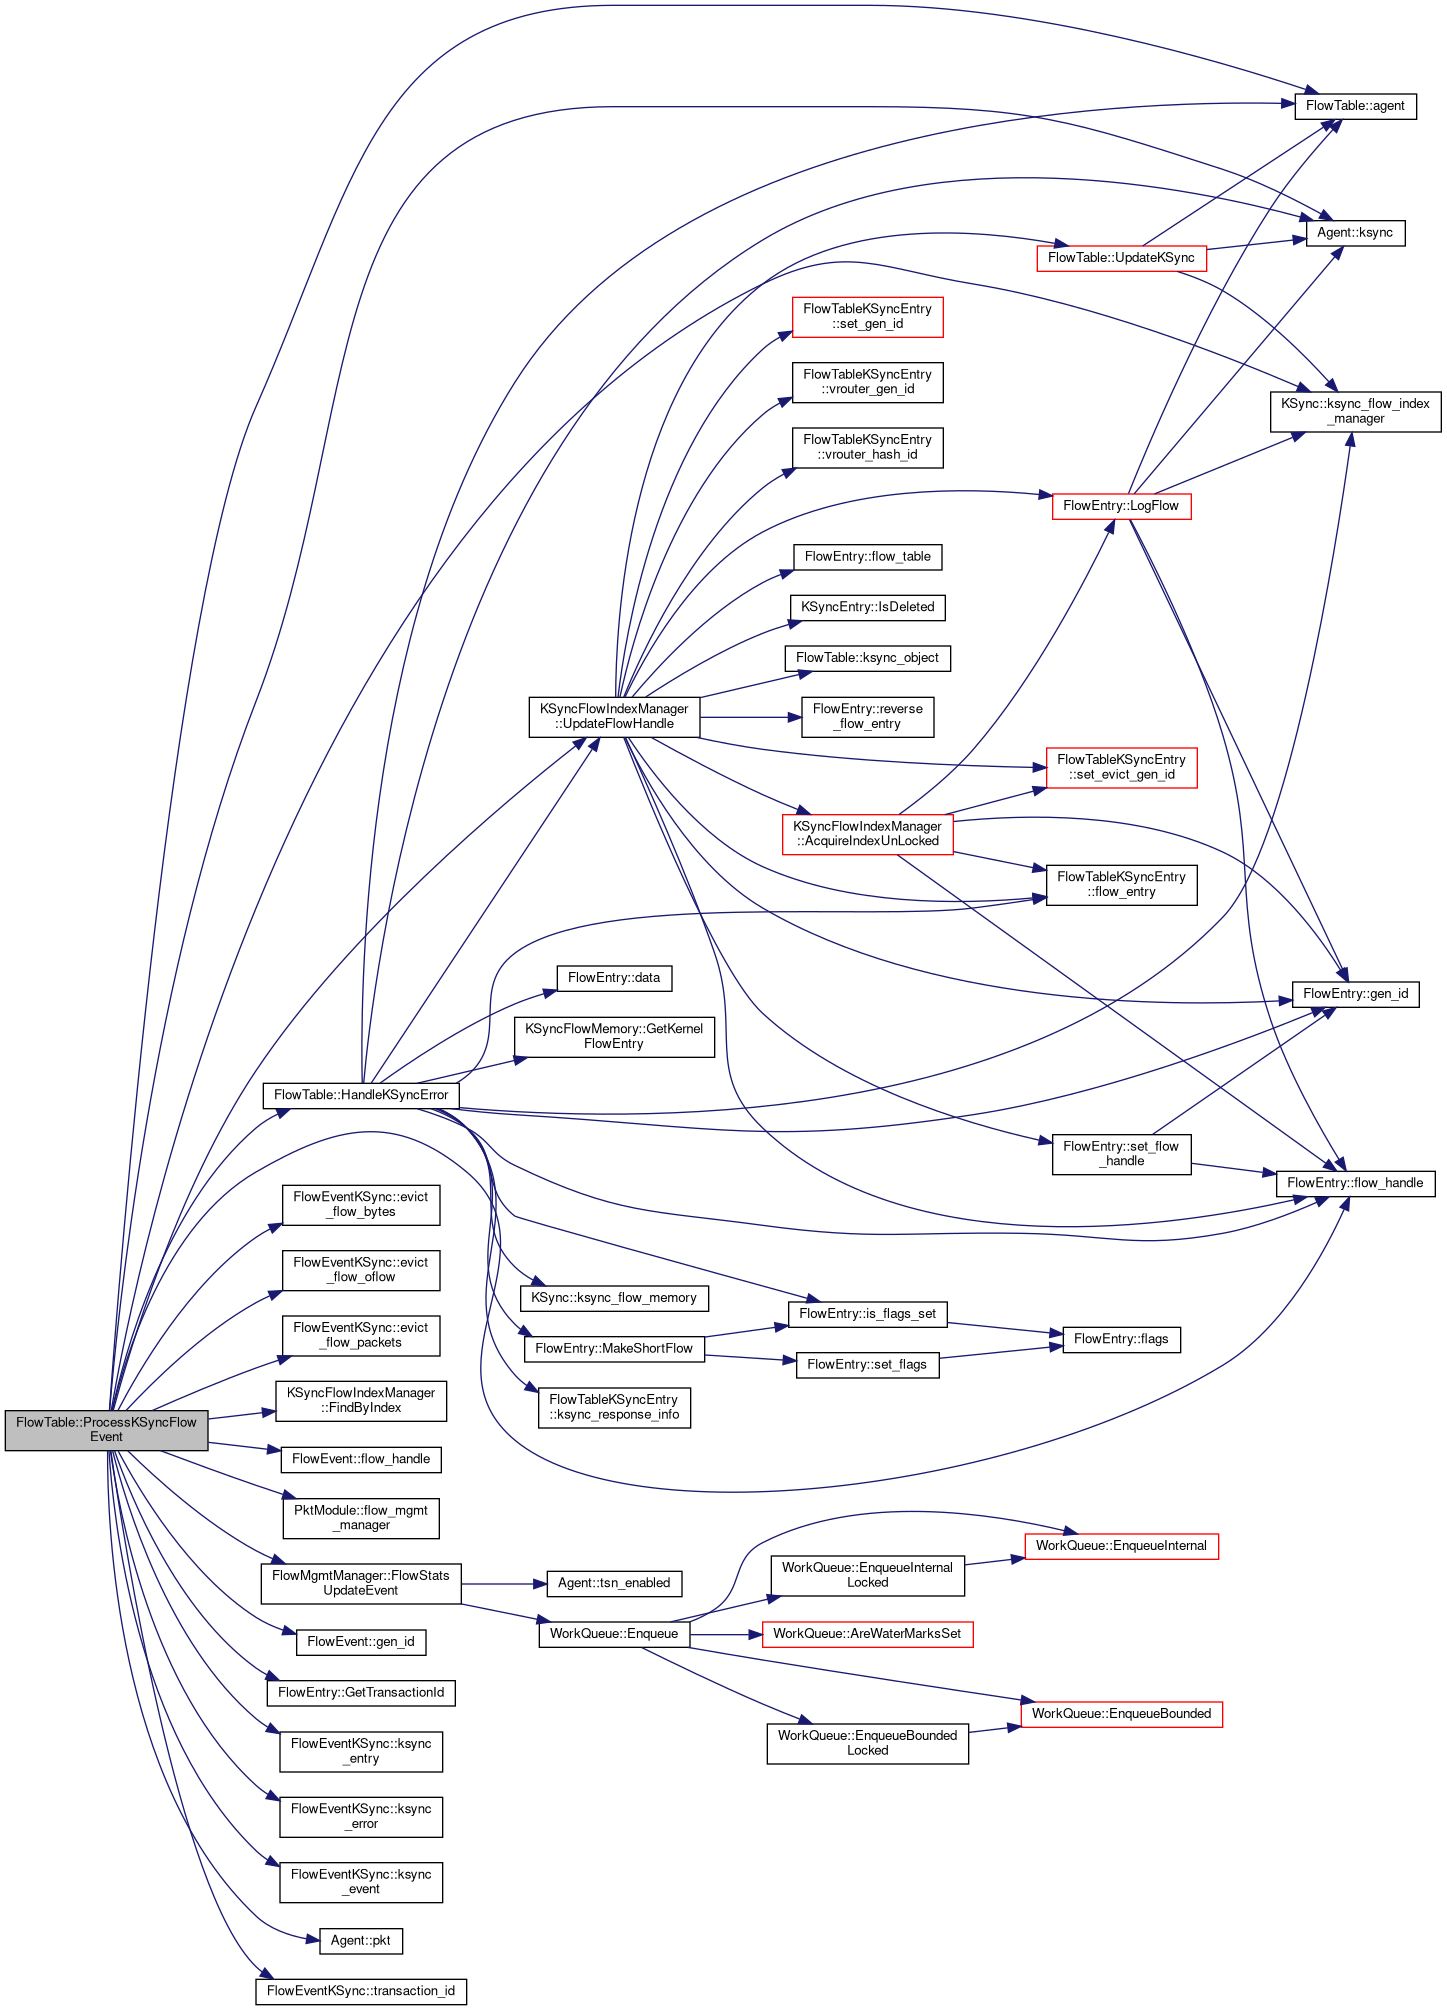 FlowTable::agent
Agent::ksync
FlowTable::UpdateKSync
FlowTableKSyncEntry
::set_gen_id
FlowTableKSyncEntry
::vrouter_gen_id
KSync::ksync_flow_index
_manager
FlowTableKSyncEntry
::vrouter_hash_id
FlowEntry::LogFlow
FlowEntry::flow_table
KSyncEntry::IsDeleted
FlowTable::ksync_object
KSyncFlowIndexManager
::UpdateFlowHandle
FlowEntry::reverse
_flow_entry
FlowTableKSyncEntry
::set_evict_gen_id
KSyncFlowIndexManager
::AcquireIndexUnLocked
FlowTableKSyncEntry
::flow_entry
FlowEntry::data
FlowEntry::gen_id
KSyncFlowMemory::GetKernel
FlowEntry
FlowTable::HandleKSyncError
FlowEntry::set_flow
_handle
FlowEntry::flow_handle
FlowEventKSync::evict
_flow_bytes
FlowEventKSync::evict
_flow_oflow
KSync::ksync_flow_memory
FlowEntry::is_flags_set
FlowEventKSync::evict
_flow_packets
FlowEntry::MakeShortFlow
FlowEntry::flags
FlowEntry::set_flags
KSyncFlowIndexManager
::FindByIndex
FlowTableKSyncEntry
::ksync_response_info
FlowTable::ProcessKSyncFlow
Event
FlowEvent::flow_handle
PktModule::flow_mgmt
_manager
WorkQueue::EnqueueInternal
FlowMgmtManager::FlowStats
UpdateEvent
Agent::tsn_enabled
WorkQueue::EnqueueInternal
Locked
WorkQueue::Enqueue
WorkQueue::AreWaterMarksSet
FlowEvent::gen_id
FlowEntry::GetTransactionId
WorkQueue::EnqueueBounded
WorkQueue::EnqueueBounded
Locked
FlowEventKSync::ksync
_entry
FlowEventKSync::ksync
_error
FlowEventKSync::ksync
_event
Agent::pkt
FlowEventKSync::transaction_id